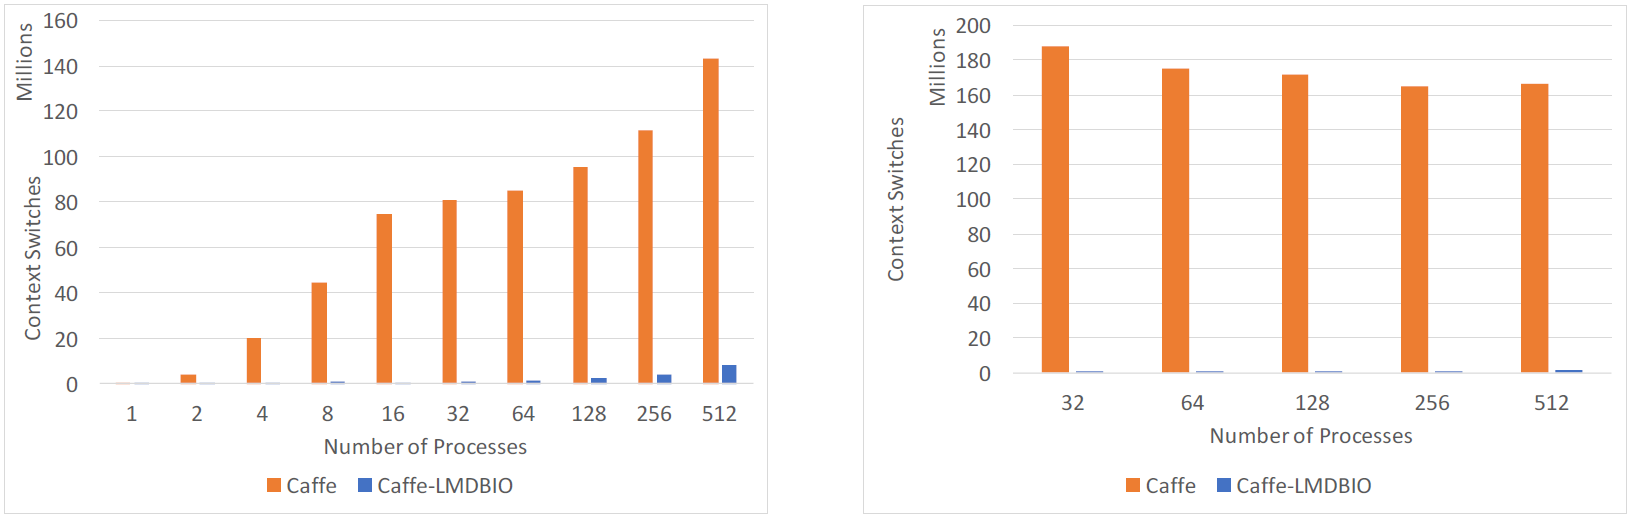 160
140
120
100
80
60
40
20
0
Millions
Context Switches
1 2 4 8 16 32 64 128 256 512
Number of Processes
Caffe Caffe-LMDBIO
200
180
160
140
120
100
80
60
40
20
0
Millions
Context Switches
32 64 128 256 512
Number of Processes
Caffe Caffe-LMDBIO